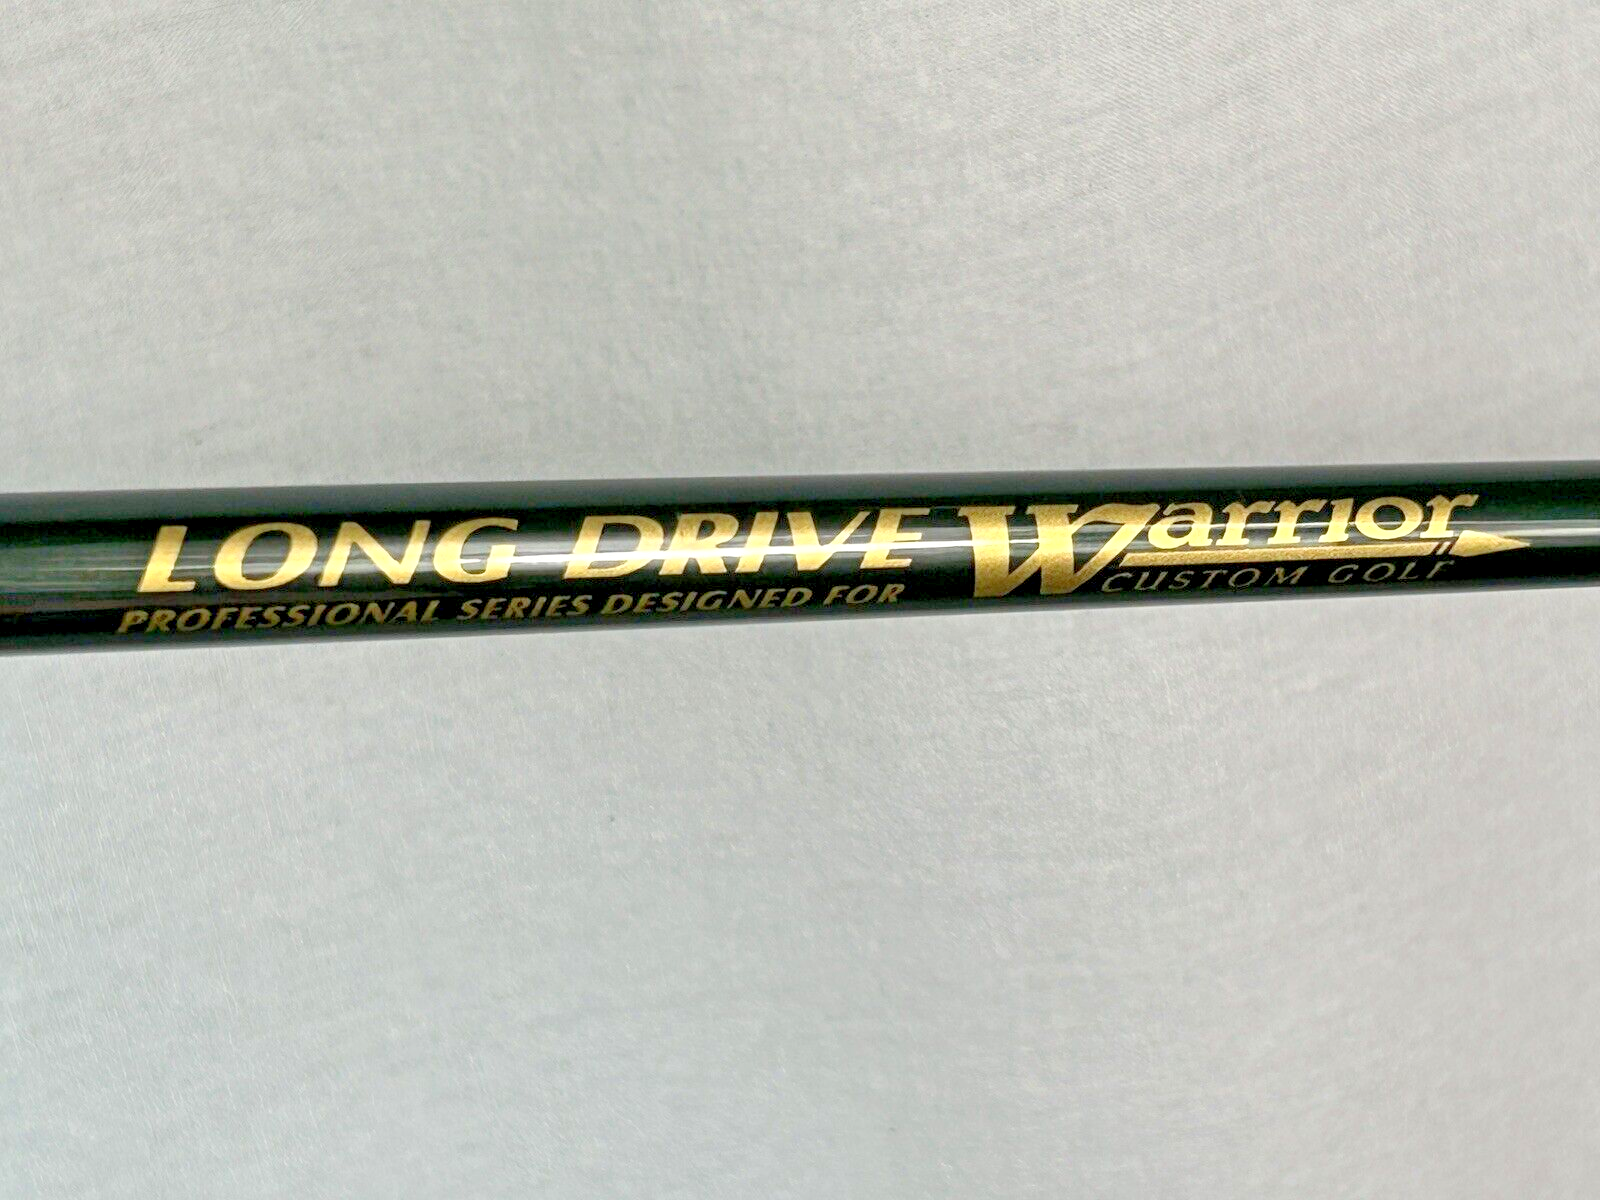 LONG DRIVE
PROFESSIONAL SERIES DESIGNED FOR
Warrior
CUSTOM GOLF